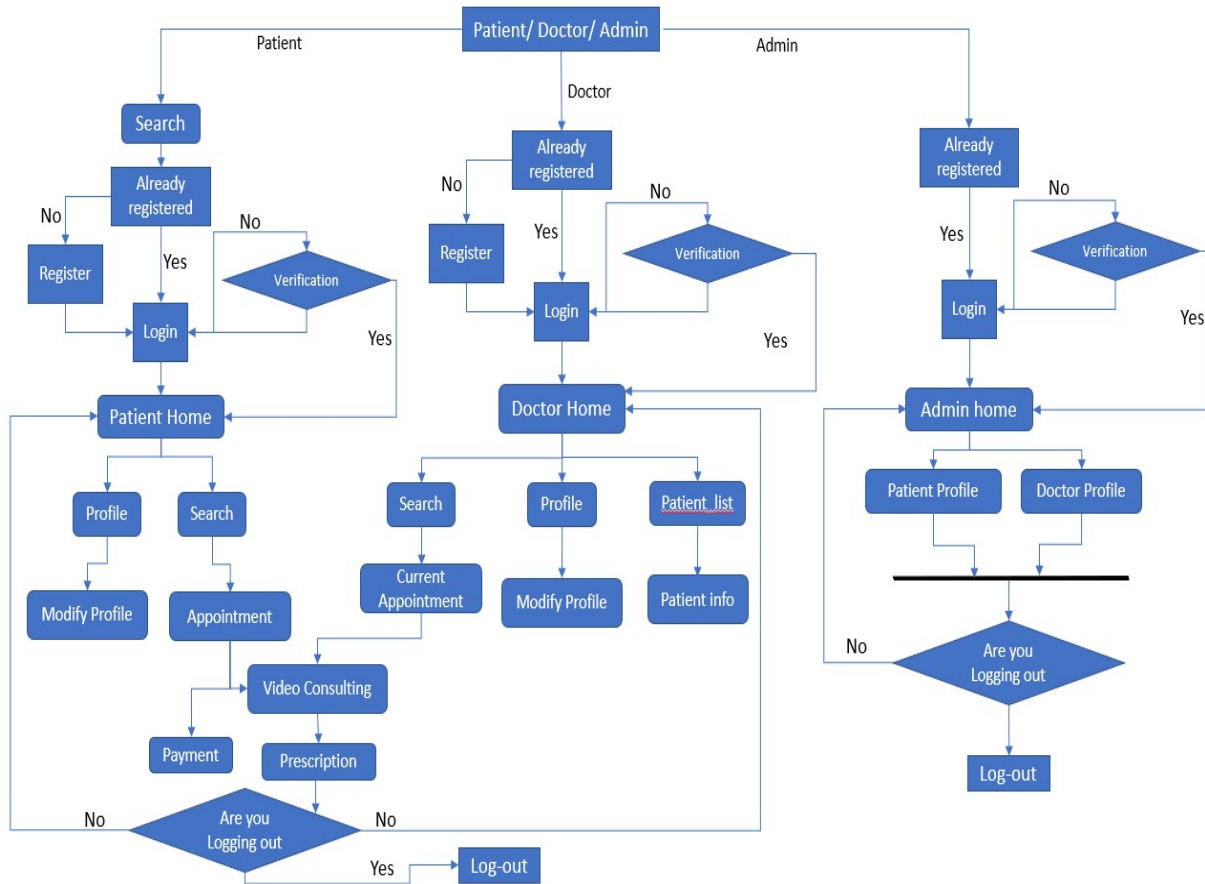 Patient/ Doctor/ Admin
Patient
Admin
Doctor
Search
Already
registered
Already
registered
Already
registered
No
No
No
No
No
Register
Yes
Verification
Register
Yes
Verification
Yes
Verification
Login
Login
Login
Yes
Yes
Yes
Patient Home
Doctor Home
Admin home
Profile
Search
Search
Profile
Patient_list
Patient Profile
Doctor Profile
Modify Profile
Appointment
Current
Appointment
Modify Profile
Patient info
Video Consulting
No
Are you
Logging out
Payment
Prescription
Log-out
No
Are you
Logging out
No
Yes
Log-out